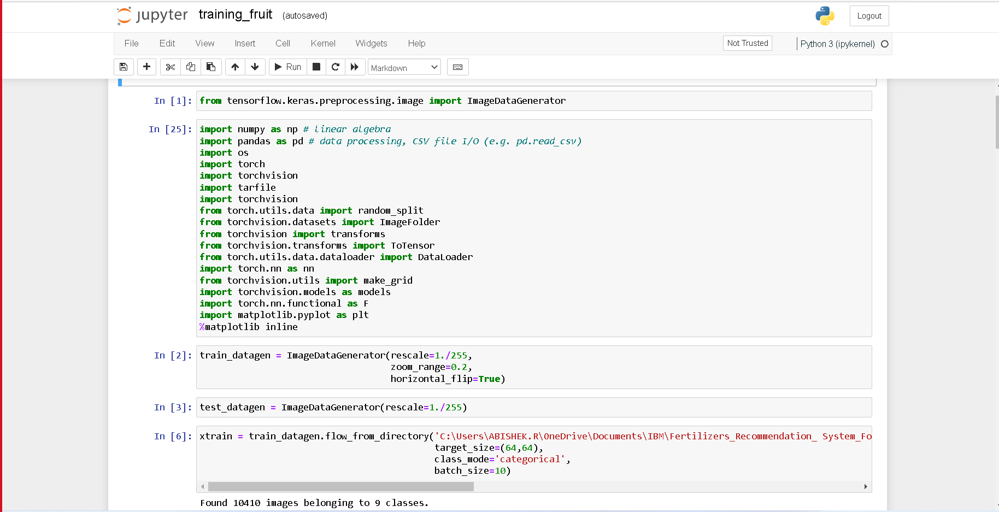 jupyter training_fruit (autosaved)
Logout
File Edit View Insert Cell Kernel Widgets Help
Not Trusted
Python 3 (ipykernel)
Run
Markdown
In [1]: from tensorflow.keras.preprocessing.image import ImageDataGenerator
In [25]: import numpy as np # linear algebra
import pandas as pd # data processing, CSV file I/O (e.g. pd.read_csv)
import os
import torch
import torchvision
import tarfile
import torchvision
from torch.utils.data import random_split
from torchvision.datasets import ImageFolder
from torchvision import transforms
from torchvision.transforms import ToTensor
from torch.utils.data.dataloader import DataLoader
import torch.nn as nn
from torchvision.utils import make_grid
import torchvision.models as models
import torch.nn.functional as F
import matplotlib.pyplot as plt
%matplotlib inline
In [2]: train_datagen = ImageDataGenerator(rescale=1./255,
zoom_range=0.2,
horizontal_flip=True)
In [3]: test_datagen = ImageDataGenerator(rescale=1./255)
In [6]: xtrain = train_datagen.flow_from_directory('C:\Users\ABISHEK.R\OneDrive\Documents\IBM\Fertilizers_Recommendation_ System_Fo
target_size=(64,64),
class_mode='categorical',
batch_size=10)
Found 10410 images belonging to 9 classes.